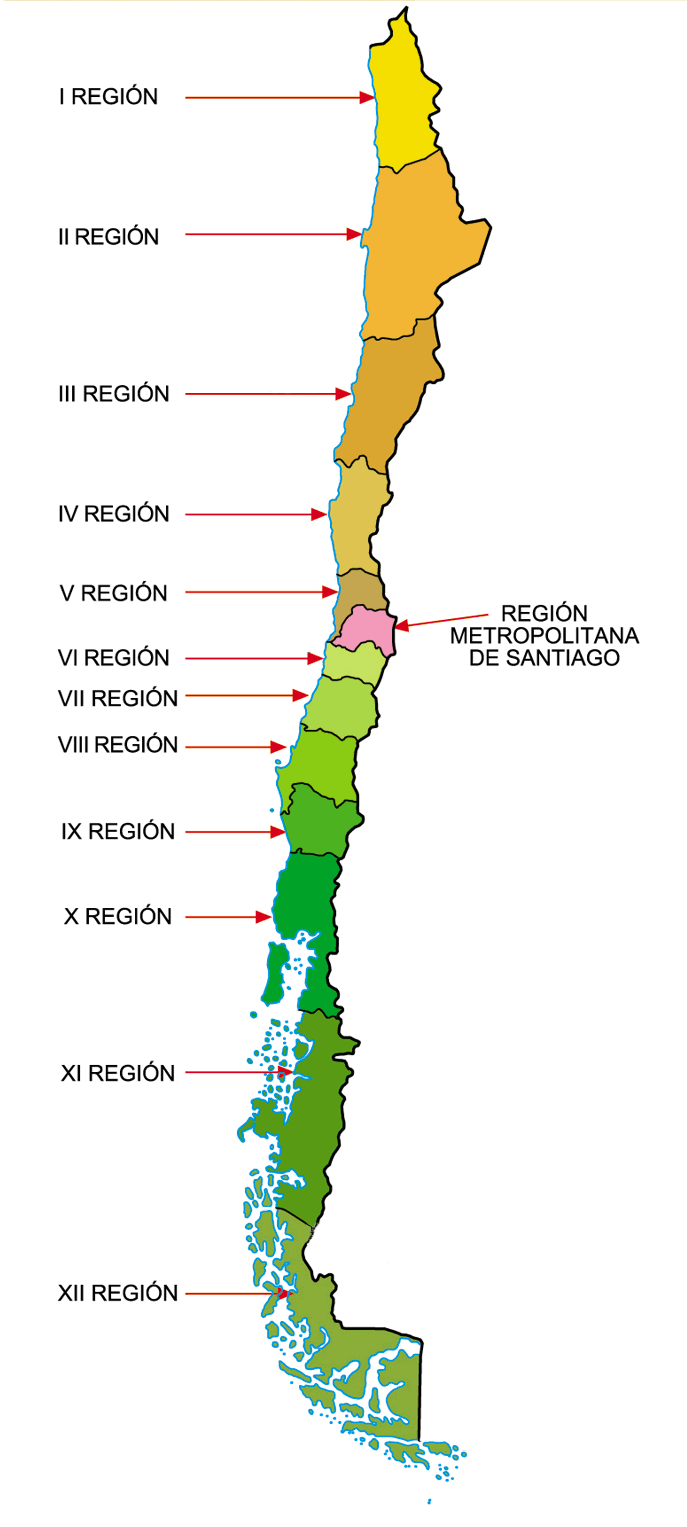 I REGIÓN
II REGIÓN
III REGIÓN
IV REGIÓN
V REGIÓN
REGIÓN
METROPOLITANA
DE SANTIAGO
VI REGIÓN
VII REGIÓN
VIII REGIÓN
IX REGIÓN
X REGIÓN
XI REGIÓN
XII REGIÓN